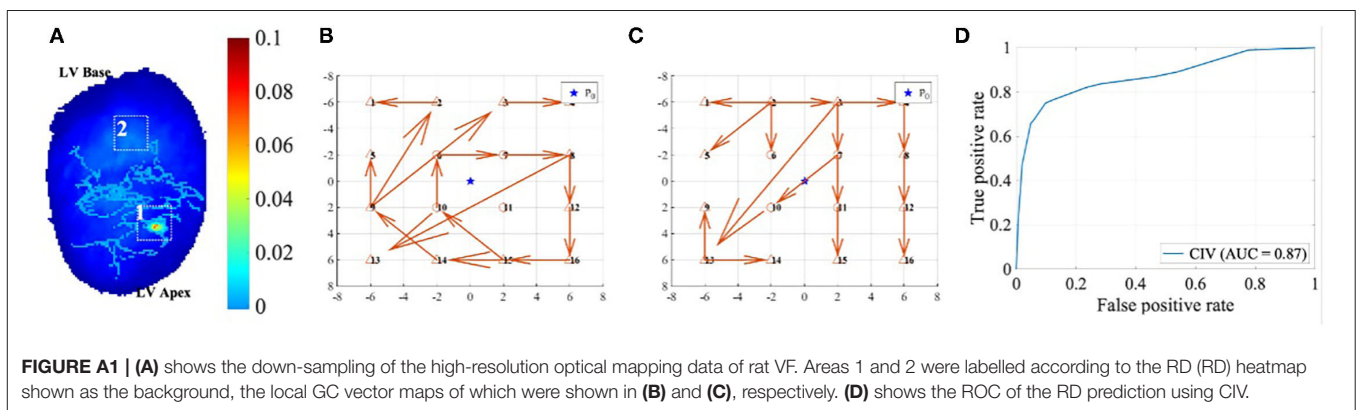 A
B
C
D
LV Base
2
1
LV Apex
0.1
0.08
0.06
0.04
0.02
0
-8
-6
-4
-2
0
2
4
6
8
-8 -6 -4 -2 0 2 4 6 8
1 2 3 4
5 6 7 8
9 10 11 12
13 14 15 16
p0
-8
-6
-4
-2
0
2
4
6
8
-8 -6 -4 -2 0 2 4 6 8
1 2 3 4
5 6 7 8
9 10 11 12
13 14 15 16
p0
True positive rate
1
0.8
0.6
0.4
0.2
0
0 0.2 0.4 0.6 0.8 1
False positive rate
CIV (AUC = 0.87)
FIGURE A1 | (A) shows the down-sampling of the high-resolution optical mapping data of rat VF. Areas 1 and 2 were labelled according to the RD (RD) heatmap
shown as the background, the local GC vector maps of which were shown in (B) and (C), respectively. (D) shows the ROC of the RD prediction using CIV.